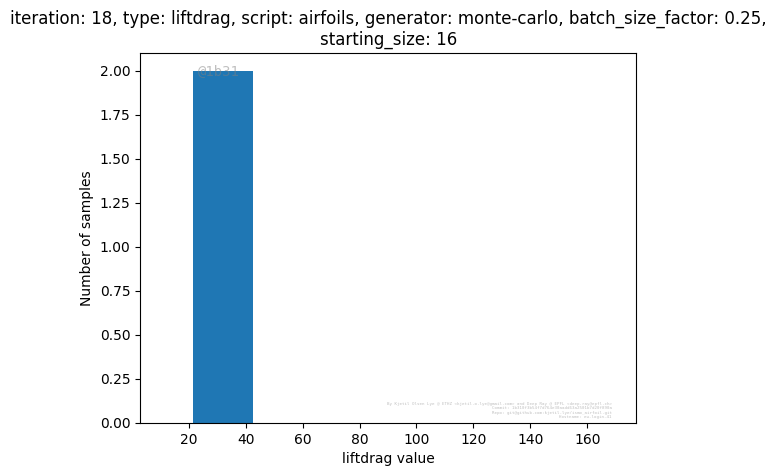 iteration: 18, type: liftdrag, script: airfoils, generator: monte-carlo, batch_size_factor: 0.25,
starting_size: 16
@1b31
2.00
1.75
1.50
1.25
1.00
0.75
0.50
0.25
0.00
Number of samples
20 40 60 80 100 120 140 160
liftdrag value